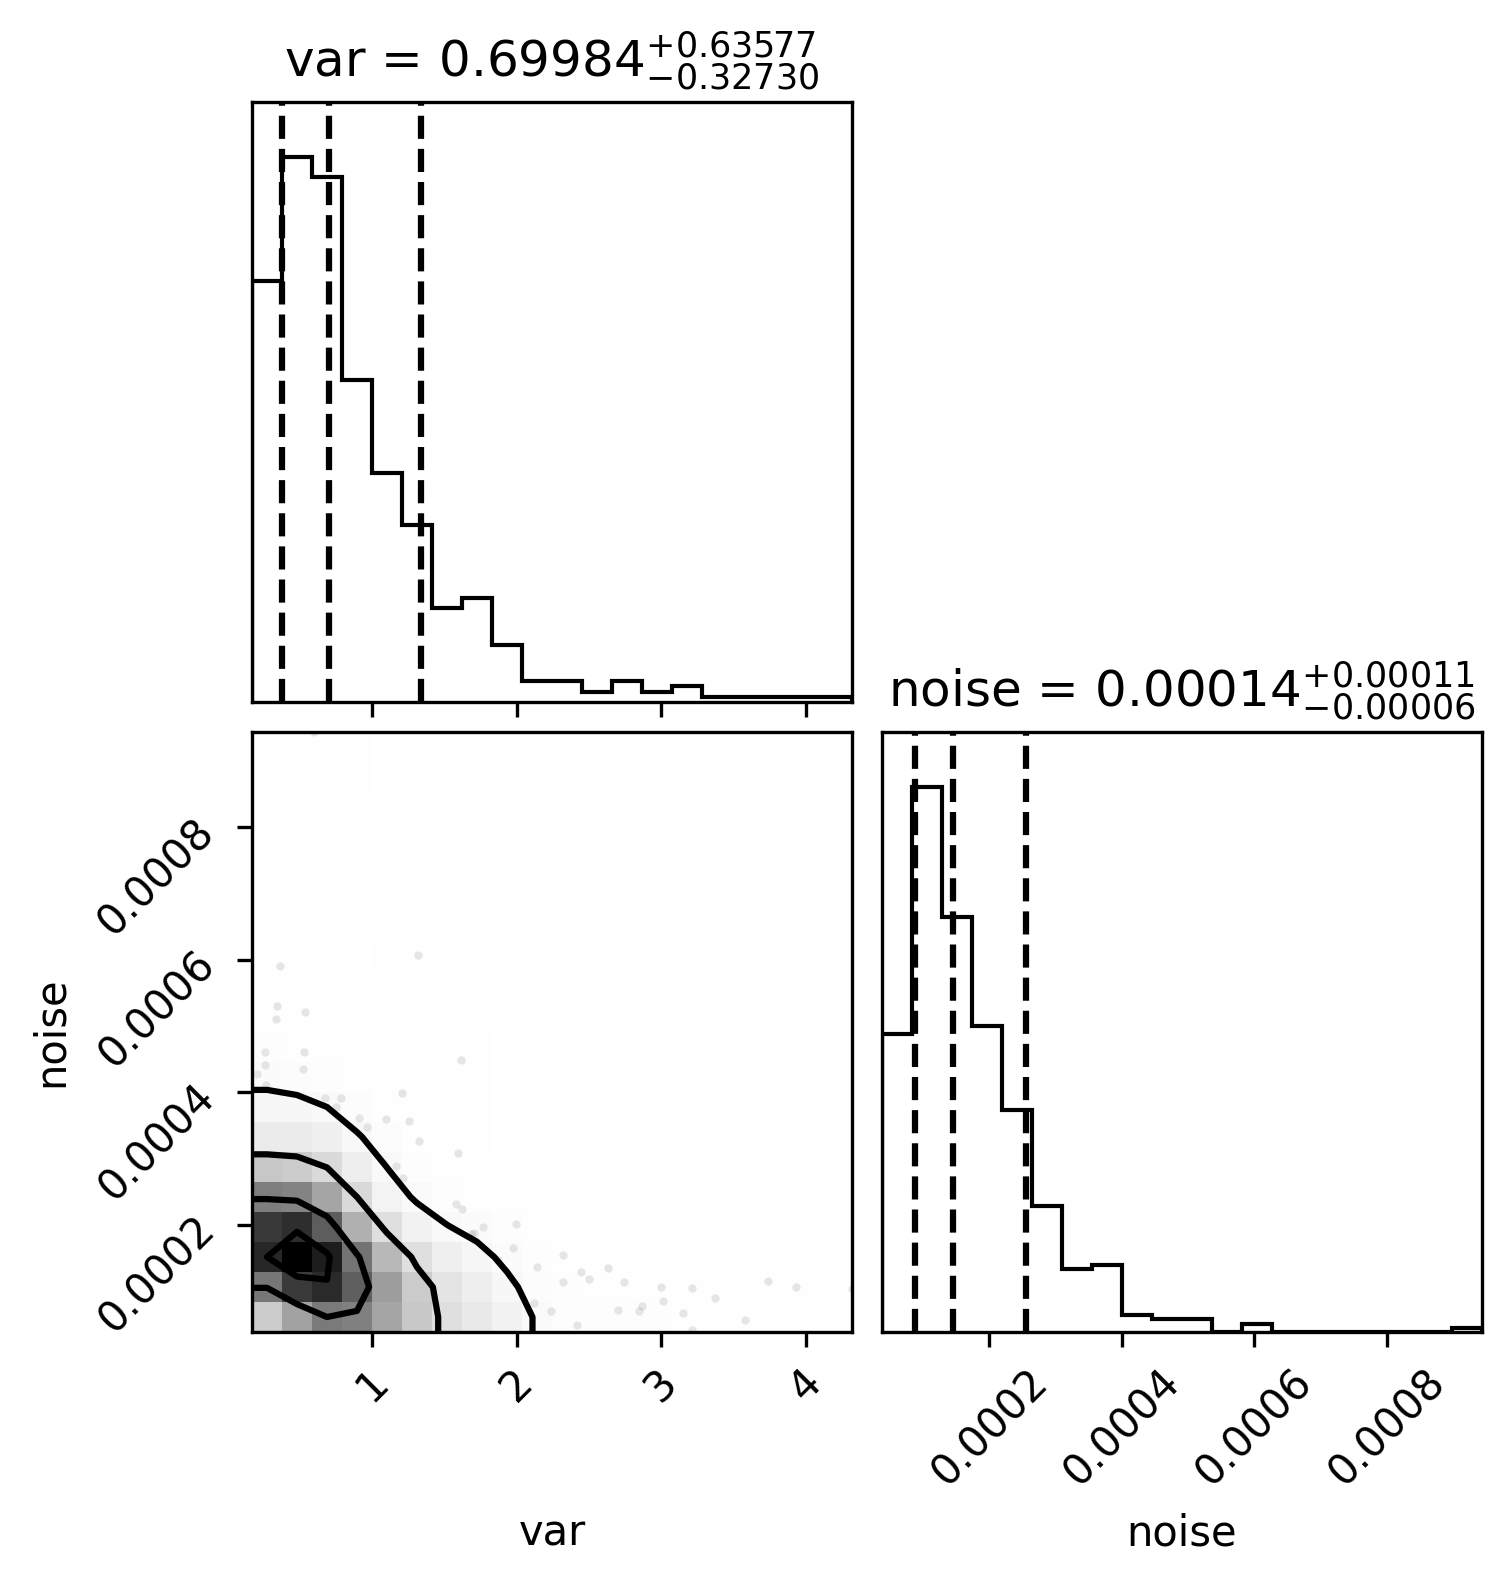 var = 0.69984 +0.63577 −0.32730
noise = 0.00014 +0.00011 −0.00006
noise
0.0008
0.0006
0.0004
0.0002
1 2 3 4
var
0.0002 0.0004 0.0006 0.0008
noise